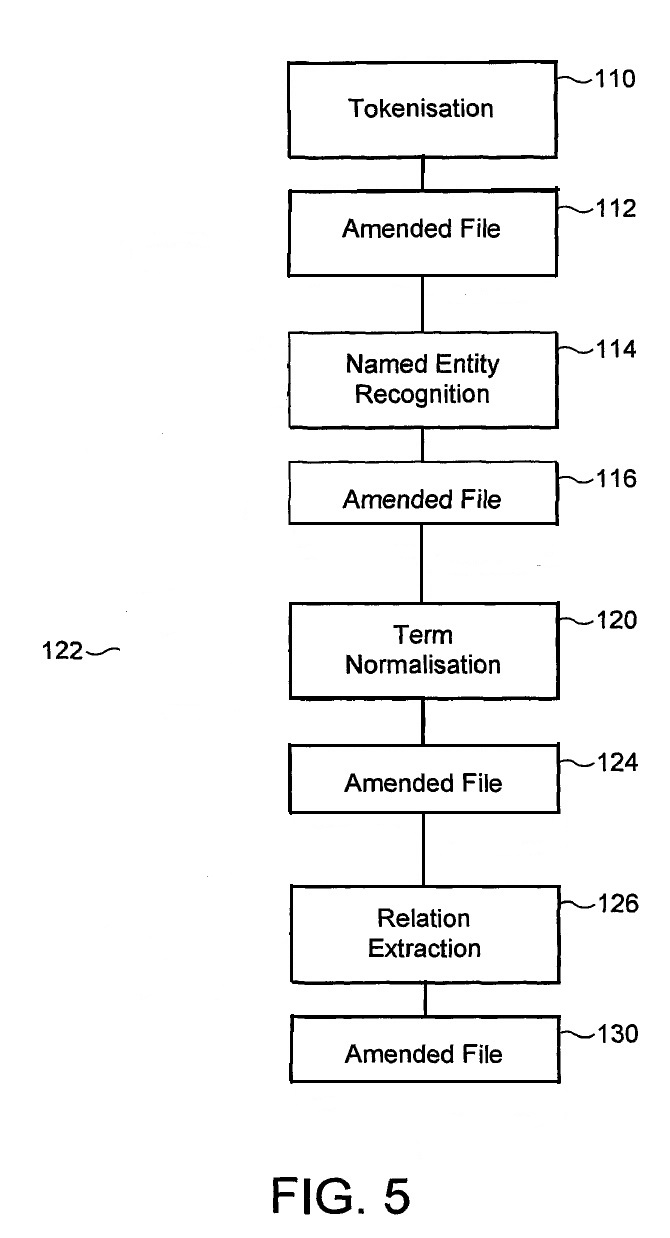 Tokenisation
110
Amended File
112
Named Entity
Recognition
114
Amended File
116
Term
Normalisation
120
122
Amended File
124
Relation
Extraction
126
Amended File
130
FIG. 5